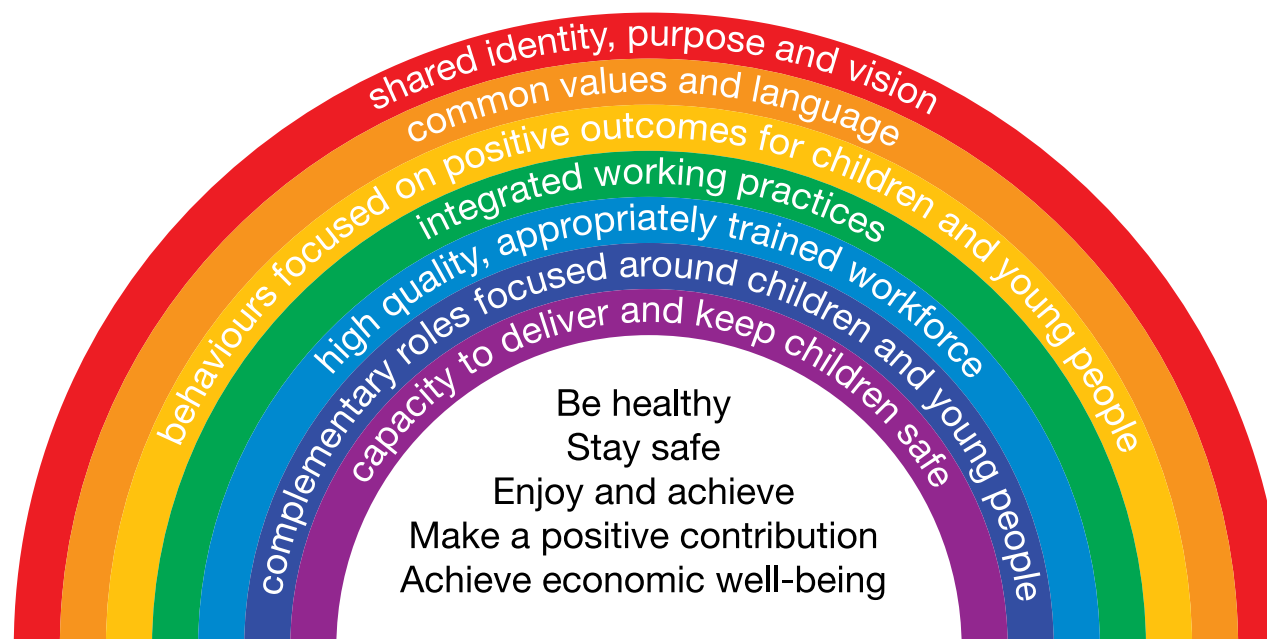 shared identity, purpose and vision
common values and language
behaviours focused on positive outcomes for children and young people
integrated working practices
high quality, appropriately trained workforce
complementary roles focused around children and young people
capacity to deliver and keep children safe
Be healthy
Stay safe
Enjoy and achieve
Make a positive contribution
Achieve economic well-being